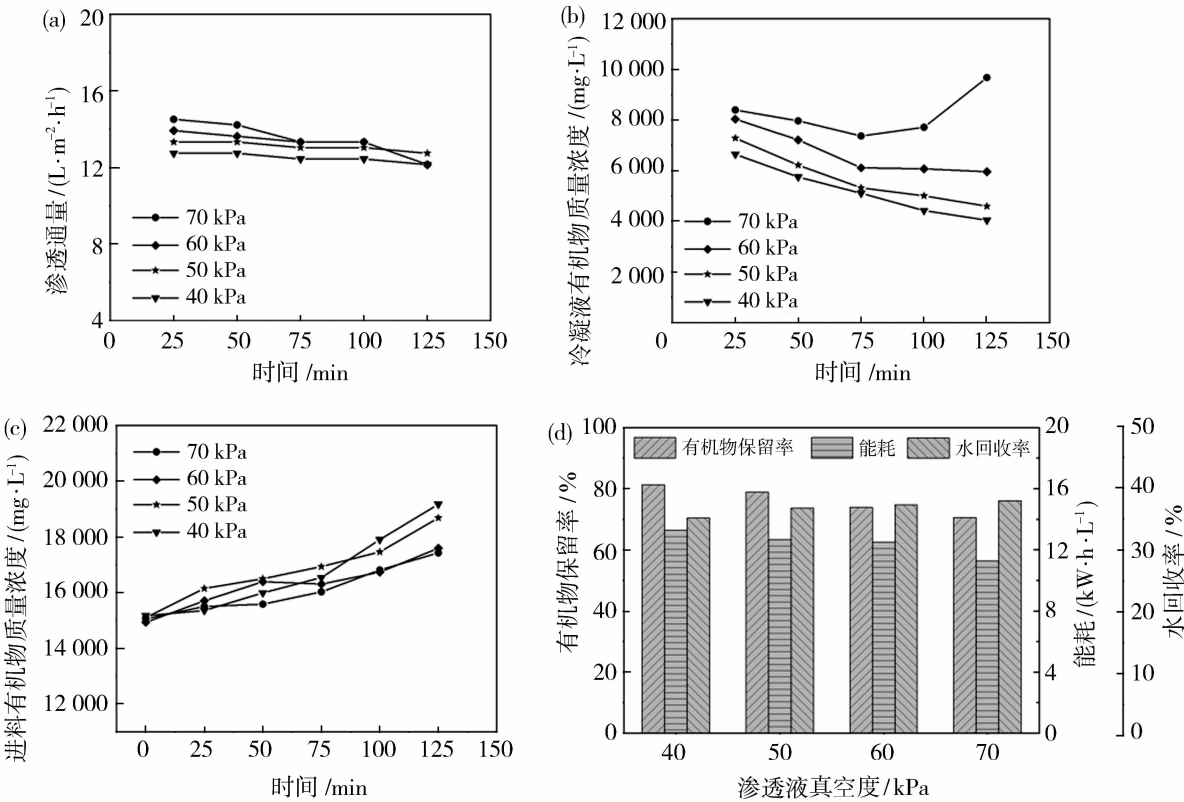 (a)
20
16
12
8
4
渗透通量/(L·m⁻²·h⁻¹)
70 kPa
60 kPa
50 kPa
40 kPa
0 25 50 75 100 125 150
时间 /min
(b)
12 000
10 000
8 000
6 000
4 000
2 000
冷凝液有机物质量浓度 /(mg·L⁻¹)
70 kPa
60 kPa
50 kPa
40 kPa
0 25 50 75 100 125 150
时间 /min
(c)
22 000
20 000
18 000
16 000
14 000
12 000
进料有机物质量浓度 /(mg·L⁻¹)
70 kPa
60 kPa
50 kPa
40 kPa
0 25 50 75 100 125 150
时间 /min
(d)
100
80
60
40
20
0
有机物保留率 /%
有机物保留率 能耗 水回收率
20
16
12
8
4
0
能耗 /(kW·h·L⁻¹)
50
40
30
20
10
0
水回收率 /%
40 50 60 70
渗透液真空度/kPa